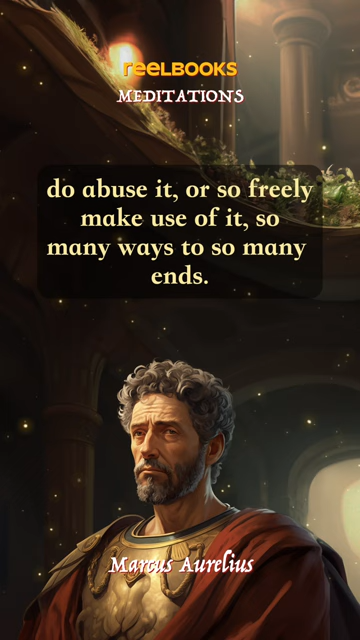 reelbooks
MEDITATIONS
do abuse it, or so freely
make use of it, so
many ways to so many
ends.
Marcus Aurelius